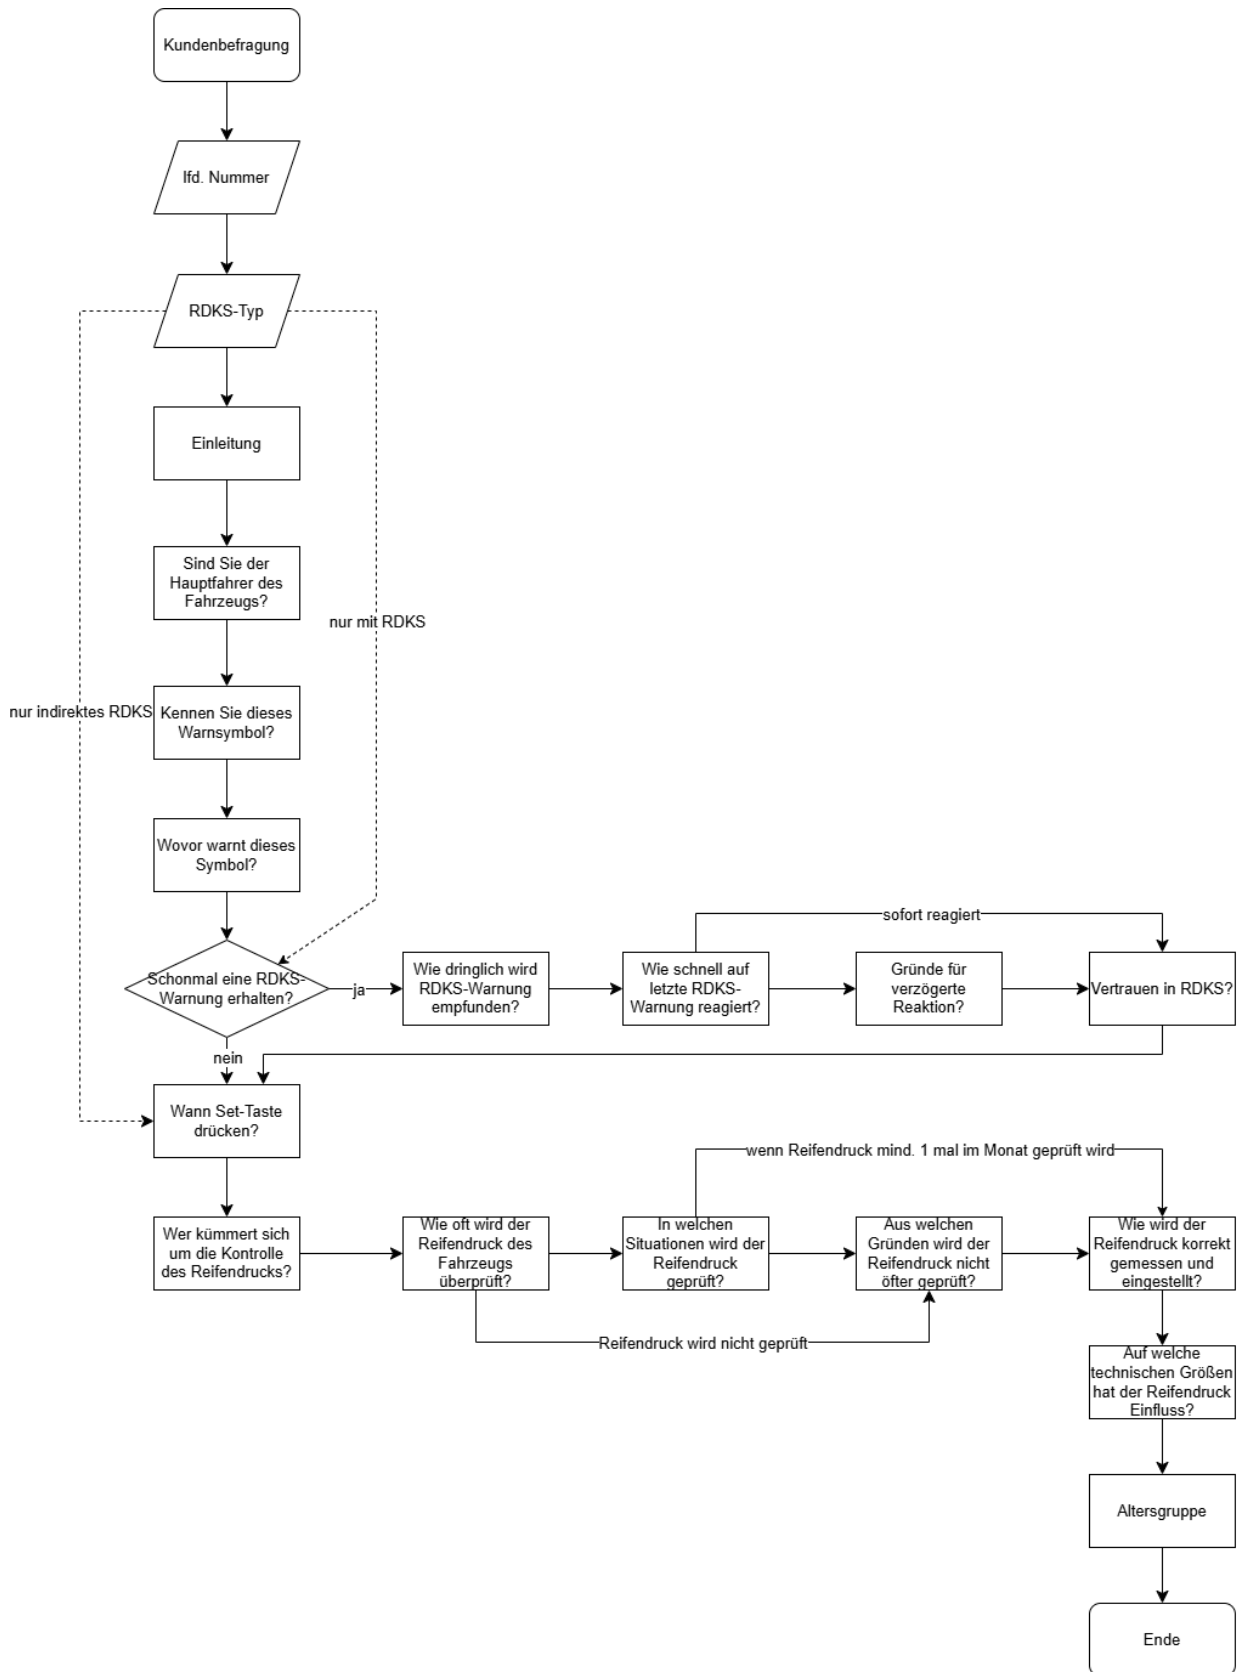 Kundenbefragung
lfd. Nummer
RDKS-Typ
Einleitung
Sind Sie der
Hauptfahrer des
Fahrzeugs?
nur mit RDKS
nur indirektes RDKS
Kennen Sie dieses
Warnsymbol?
Wovor warnt dieses
Symbol?
sofort reagiert
Schonmal eine RDKS-
Warnung erhalten?
ja
Wie dringlich wird
RDKS-Warnung
empfunden?
Wie schnell auf
letzte RDKS-
Warnung reagiert?
Gründe für
verzögerte
Reaktion?
Vertrauen in RDKS?
nein
Wann Set-Taste
drücken?
wenn Reifendruck mind. 1 mal im Monat geprüft wird
Wer kümmert sich
um die Kontrolle
des Reifendrucks?
Wie oft wird der
Reifendruck des
Fahrzeugs
überprüft?
In welchen
Situationen wird der
Reifendruck
geprüft?
Aus welchen
Gründen wird der
Reifendruck nicht
öfter geprüft?
Wie wird der
Reifendruck korrekt
gemessen und
eingestellt?
Reifendruck wird nicht geprüft
Auf welche
technischen Größen
hat der Reifendruck
Einfluss?
Altersgruppe
Ende